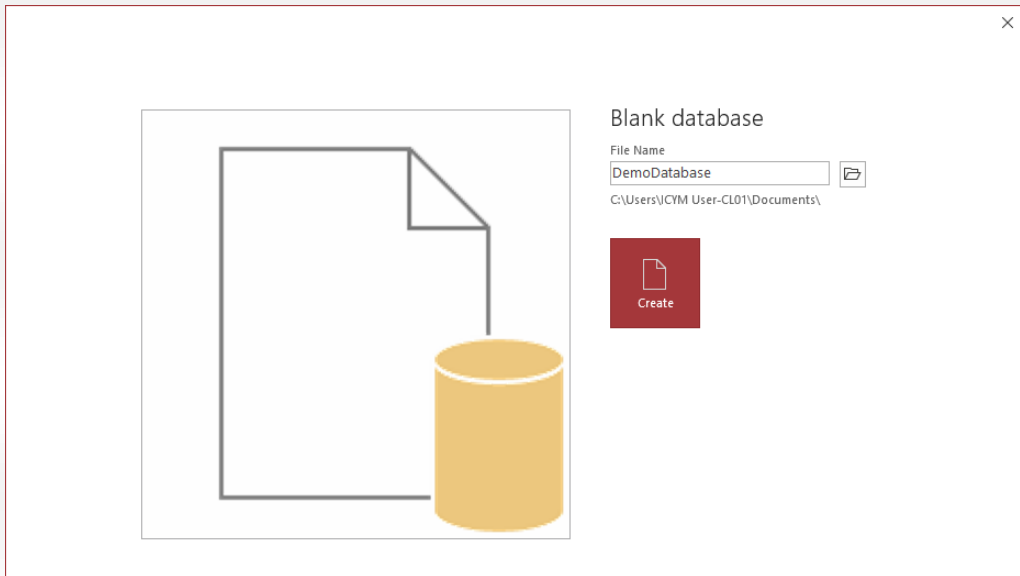 Blank database
File Name
DemoDatabase
C:\Users\ICYM User-CL01\Documents\
Create